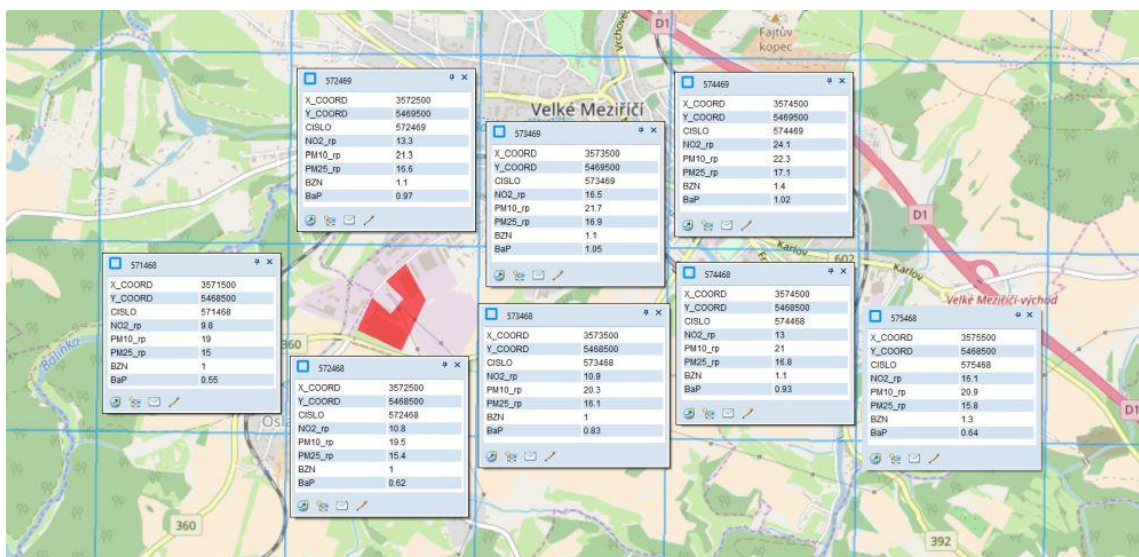 D1
Fajtův
kopec
Vrchovec
Velké Meziříčí
572469
X_COORD 3572500
Y_COORD 5469500
CISLO 572469
NO2_rp 13.3
PM10_rp 21.3
PM25_rp 16.6
BZN 1.1
BaP 0.97
573469
X_COORD 3573500
Y_COORD 5469500
CISLO 573469
NO2_rp 16.5
PM10_rp 21.7
PM25_rp 16.9
BZN 1.1
BaP 1.05
574469
X_COORD 3574500
Y_COORD 5469500
CISLO 574469
NO2_rp 24.1
PM10_rp 22.3
PM25_rp 17.1
BZN 1.4
BaP 1.02
D1
602
Karlov
Karlov
Velké Meziříčí-východ
571468
X_COORD 3571500
Y_COORD 5468500
CISLO 571468
NO2_rp 9.8
PM10_rp 19
PM25_rp 15
BZN 1
BaP 0.55
Balinka
360
572468
X_COORD 3572500
Y_COORD 5468500
CISLO 572468
NO2_rp 10.8
PM10_rp 19.5
PM25_rp 15.4
BZN 1
BaP 0.62
573468
X_COORD 3573500
Y_COORD 5468500
CISLO 573468
NO2_rp 10.9
PM10_rp 20.3
PM25_rp 16.1
BZN 1
BaP 0.83
574468
X_COORD 3574500
Y_COORD 5468500
CISLO 574468
NO2_rp 13
PM10_rp 21
PM25_rp 16.8
BZN 1.1
BaP 0.93
575468
X_COORD 3575500
Y_COORD 5468500
CISLO 575468
NO2_rp 16.1
PM10_rp 20.9
PM25_rp 15.8
BZN 1.3
BaP 0.64
D1
Osla
360
392